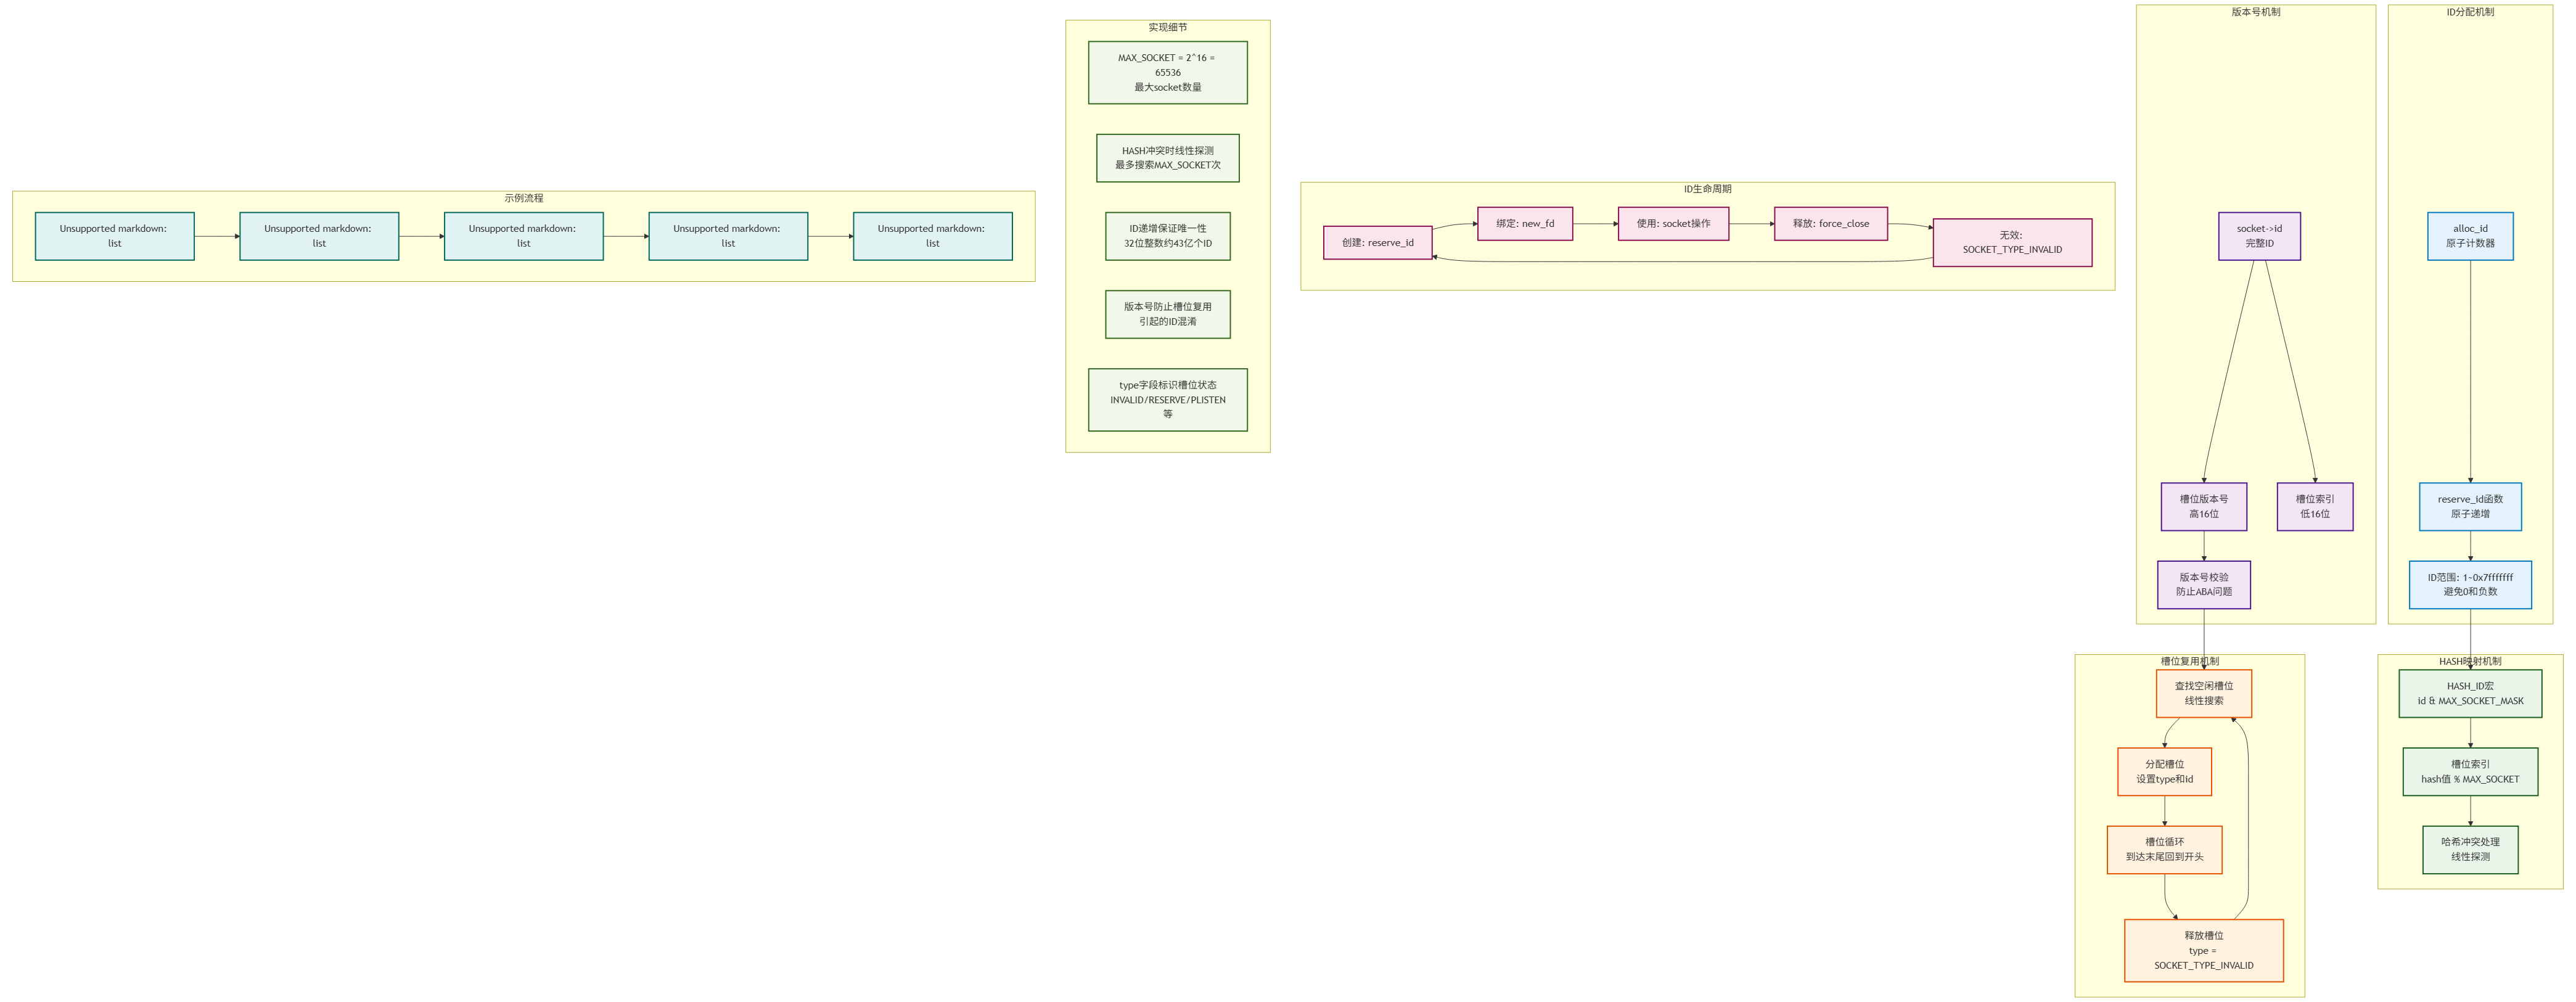 示例流程
Unsupported markdown:
list
Unsupported markdown:
list
Unsupported markdown:
list
Unsupported markdown:
list
Unsupported markdown:
list
实现细节
MAX_SOCKET = 2^16 =
65536
最大socket数量
HASH冲突时线性探测
最多搜索MAX_SOCKET次
ID递增保证唯一性
32位整数约43亿个ID
版本号防止槽位复用
引起的ID混淆
type字段标识槽位状态
INVALID/RESERVE/PLISTEN
等
ID生命周期
创建: reserve_id
绑定: new_fd
使用: socket操作
释放: force_close
无效:
SOCKET_TYPE_INVALID
版本号机制
socket->id
完整ID
槽位版本号
高16位
槽位索引
低16位
版本号校验
防止ABA问题
ID分配机制
alloc_id
原子计数器
reserve_id函数
原子递增
ID范围: 1~0x7fffffff
避免0和负数
槽位复用机制
查找空闲槽位
线性搜索
分配槽位
设置type和id
槽位循环
到达末尾回到开头
释放槽位
type =
SOCKET_TYPE_INVALID
HASH映射机制
HASH_ID宏
id & MAX_SOCKET_MASK
槽位索引
hash值 % MAX_SOCKET
哈希冲突处理
线性探测